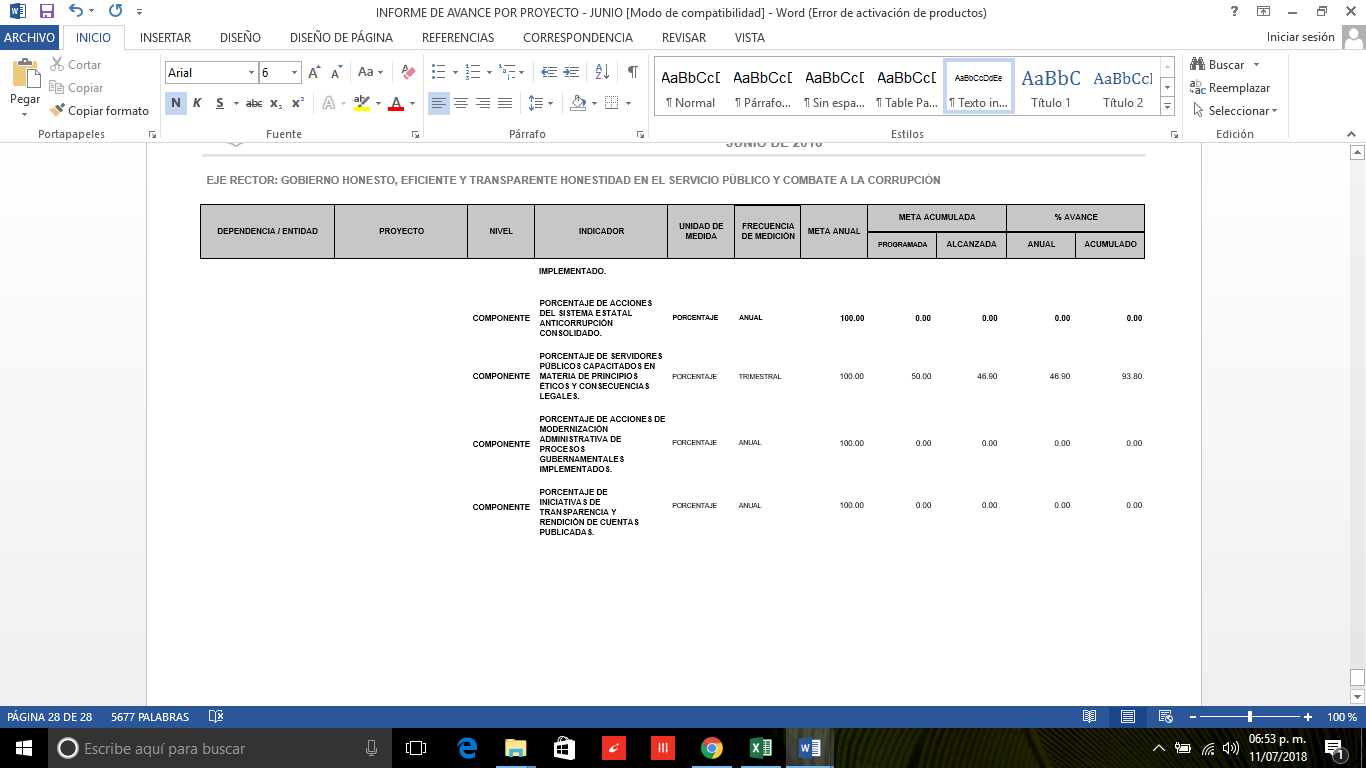 INFORME DE AVANCE POR PROYECTO - JUNIO [Modo de compatibilidad] - Word (Error de activación de productos)
ARCHIVO INICIO INSERTAR DISEÑO DISEÑO DE PÁGINA REFERENCIAS CORRESPONDENCIA REVISAR VISTA Iniciar sesión
Pegar
Cortar
Copiar
Copiar formato
Portapapeles
Arial 6
Fuente
Párrafo
AaBbCcI AaBbCcI AaBbCcI AaBbCcI AaBbCcDdEe AaBbC AaBbCcI
¶ Normal ¶ Párrafo... ¶ Sin espa... ¶ Table Pa... ¶ Texto in... Título 1 Título 2
Estilos
Buscar
Reemplazar
Seleccionar
Edición
JUNIO DE 2018
EJE RECTOR: GOBIERNO HONESTO, EFICIENTE Y TRANSPARENTE HONESTIDAD EN EL SERVICIO PÚBLICO Y COMBATE A LA CORRUPCIÓN
DEPENDENCIA / ENTIDAD PROYECTO NIVEL INDICADOR UNIDAD DE MEDIDA FRECUENCIA DE MEDICIÓN META ANUAL META ACUMULADA % AVANCE
PROGRAMADA ALCANZADA ANUAL ACUMULADO
IMPLEMENTADO.
PORCENTAJE DE ACCIONES
DEL SISTEMA ESTATAL
ANTICORRUPCIÓN
CONSOLIDADO.
COMPONENTE PORCENTAJE ANUAL 100.00 0.00 0.00 0.00 0.00
PORCENTAJE DE SERVIDORES
PÚBLICOS CAPACITADOS EN
MATERIA DE PRINCIPIOS
ÉTICOS Y CONSECUENCIAS
LEGALES.
COMPONENTE PORCENTAJE TRIMESTRAL 100.00 50.00 46.90 46.90 93.80
PORCENTAJE DE ACCIONES DE
MODERNIZACIÓN
ADMINISTRATIVA DE
PROCESOS
GUBERNAMENTALES
IMPLEMENTADOS.
COMPONENTE PORCENTAJE ANUAL 100.00 0.00 0.00 0.00 0.00
PORCENTAJE DE
INICIATIVAS DE
TRANSPARENCIA Y
RENDICIÓN DE CUENTAS
PUBLICADAS.
COMPONENTE PORCENTAJE ANUAL 100.00 0.00 0.00 0.00 0.00
PÁGINA 28 DE 28 5677 PALABRAS 100 %
Escribe aquí para buscar
06:53 p. m.
11/07/2018